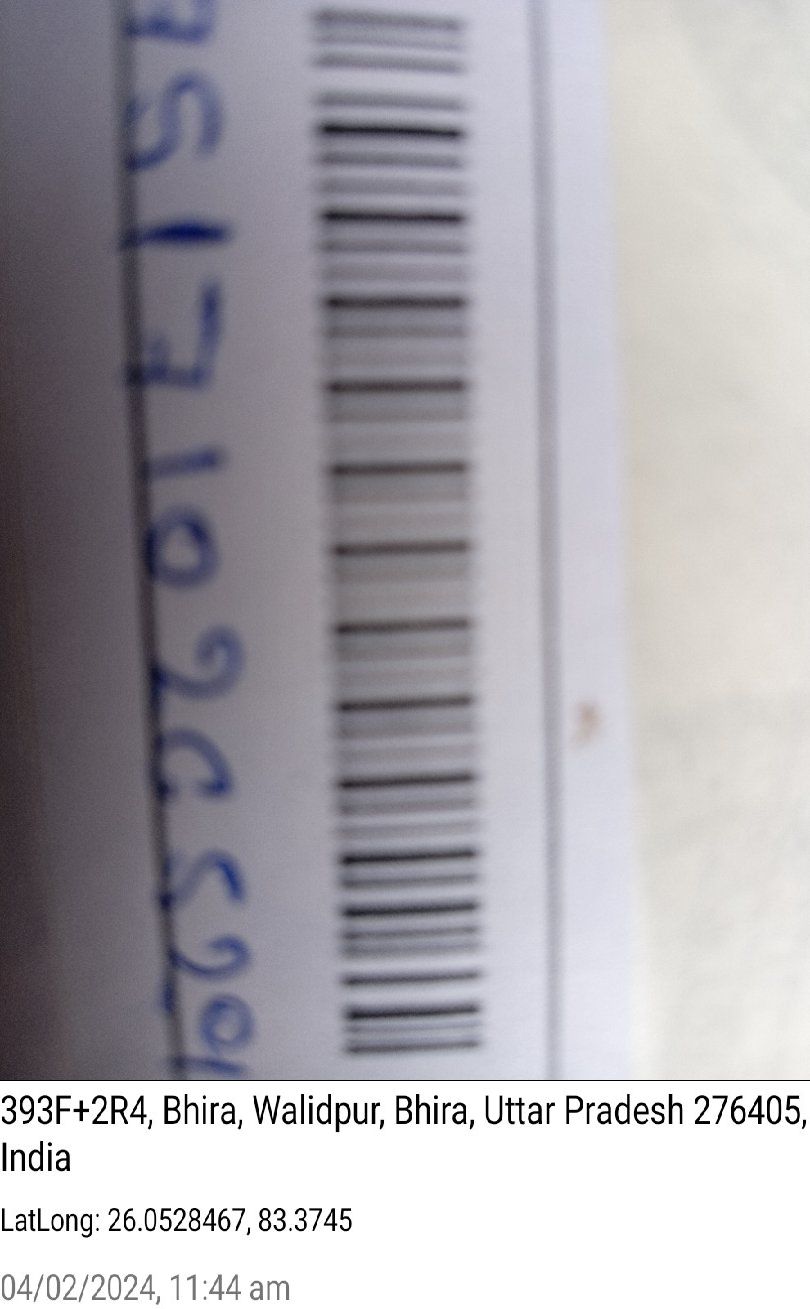 393F+2R4, Bhira, Walidpur, Bhira, Uttar Pradesh 276405,
India
LatLong: 26.0528467, 83.3745
04/02/2024, 11:44 am